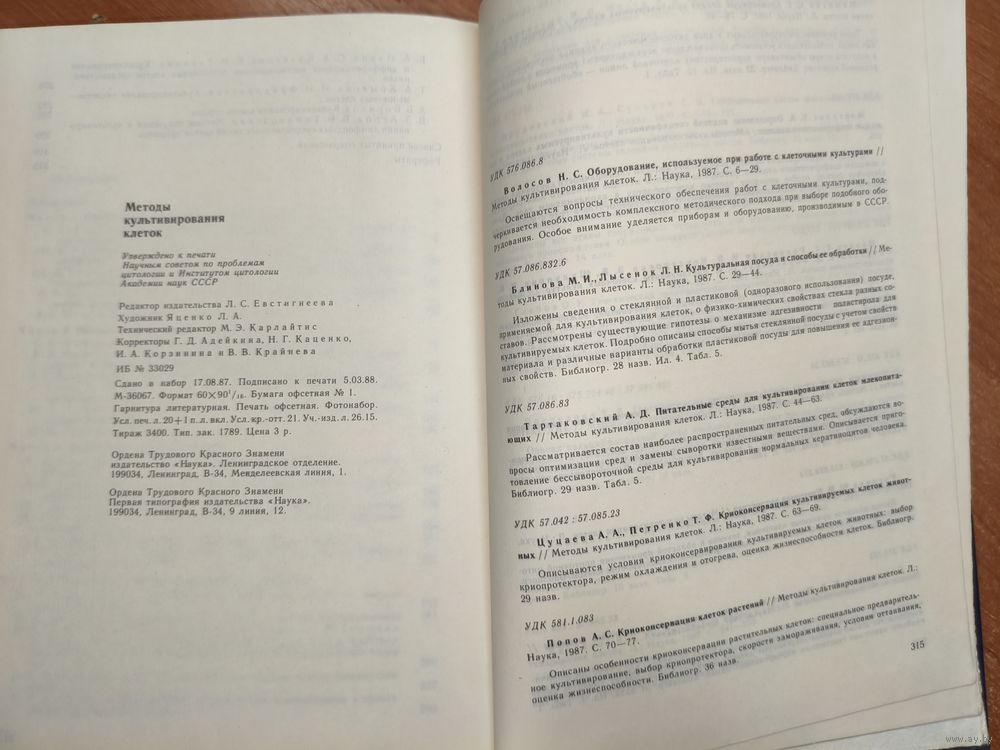 Методы
культивирования
клеток
Утверждено к печати
Научным советом по проблемам
цитологии и Институтом цитологии
Академии наук СССР
Редактор издательства Л. С. Евстигнеева
Художник Яценко Л. А.
Технический редактор М. Э. Карлайтис
Корректоры Г. Д. Адейкина, Н. Г. Каценко,
И. А. Корзинина и В. В. Крайнева
ИБ № 33029
Сдано в набор 17.08.87. Подписано к печати 5.03.88.
М-36067. Формат 60×90¹/₁₆. Бумага офсетная № 1.
Гарнитура литературная. Печать офсетная. Фотонабор.
Усл. печ. л. 20+1 п. л. вкл. Усл. кр.-отт. 21. Уч.-изд. л. 26.15.
Тираж 3400. Тип. зак. 1789. Цена 3 р.
Ордена Трудового Красного Знамени
издательство «Наука». Ленинградское отделение.
199034, Ленинград, В-34, Менделеевская линия, 1.
Ордена Трудового Красного Знамени
Первая типография издательства «Наука».
199034, Ленинград, В-34, 9 линия, 12.
УДК 576.086.8
Волосов Н. С. Оборудование, используемое при работе с клеточными культурами //
Методы культивирования клеток. Л.: Наука, 1987. С. 6—29.
Освещаются вопросы технического обеспечения работ с клеточными культурами, под-
черкивается необходимость комплексного методического подхода при выборе подобного обо-
рудования. Особое внимание уделяется приборам и оборудованию, производимым в СССР.
УДК 57.086.832.6
Блинова М. И., Лысенок Л. Н. Культуральная посуда и способы ее обработки // Ме-
тоды культивирования клеток. Л.: Наука, 1987. С. 29—44.
Изложены сведения о стеклянной и пластиковой (одноразового использования) посуде,
применяемой для культивирования клеток, о физико-химических свойствах стекла разных со-
ставов. Рассмотрены существующие гипотезы о механизме адгезивности полистирола для
культивируемых клеток. Подробно описаны способы мытья стеклянной посуды с учетом свойств
материала и различные варианты обработки пластиковой посуды для повышения ее адгезион-
ных свойств. Библиогр. 28 назв. Ил. 4. Табл. 5.
УДК 57.086.83
Тартаковский А. Д. Питательные среды для культивирования клеток млекопита-
ющих // Методы культивирования клеток. Л.: Наука, 1987. С. 44—63.
Рассматривается состав наиболее распространенных питательных сред, обсуждаются во-
просы оптимизации сред и замены сыворотки известными веществами. Описывается приго-
товление бессывороточной среды для культивирования нормальных кератиноцитов человека.
Библиогр. 29 назв. Табл. 5.
УДК 57.042 : 57.085.23
Цуцаева А. А., Петренко Т. Ф. Криоконсервация культивируемых клеток живот-
ных // Методы культивирования клеток. Л.: Наука, 1987. С. 63—69.
Описываются условия криоконсервирования культивируемых клеток животных: выбор
криопротектора, режим охлаждения и отогрева, оценка жизнеспособности клеток. Библиогр.
29 назв.
УДК 581.1.083
Попов А. С. Криоконсервации клеток растений // Методы культивирования клеток. Л.:
Наука, 1987. С. 70—77.
Описаны особенности криоконсервации растительных клеток: специальное предваритель-
ное культивирование, выбор криопротектора, скорости замораживания, условия оттаивания,
оценка жизнеспособности. Библиогр. 36 назв.
315
www.ay.by